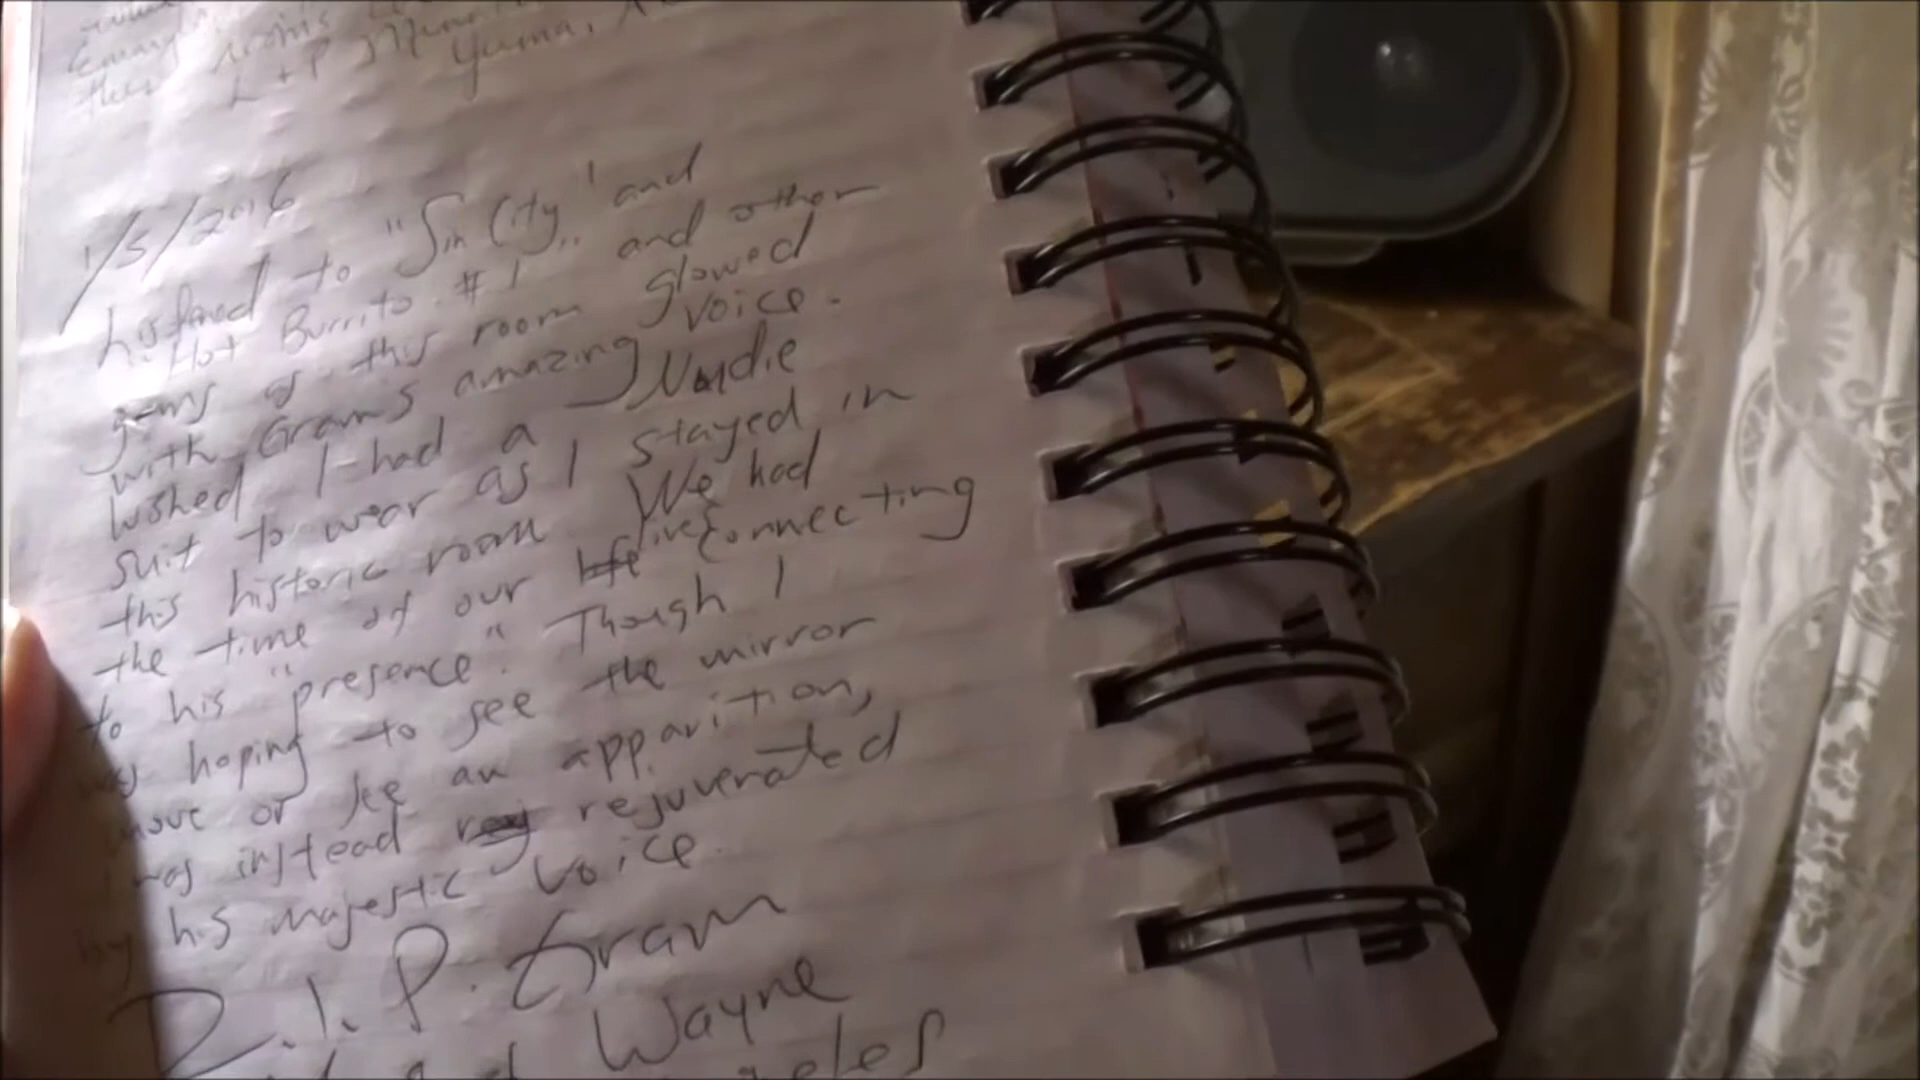 L + P
Yuma,
1/5/2016
Listened to "Sin City" and
"Hot Burrito #1" and other
gems as this room glowed
with Grams amazing voice.
Wished I had a Nudie
suit to wear as I stayed in
this historic room We had
the time of our lives connecting
to his "presence". Though I
was hoping to see the mirror
move or see an apparition,
I was instead rejuvenated
by his majestic voice.
R.I.P. Gram
Wayne